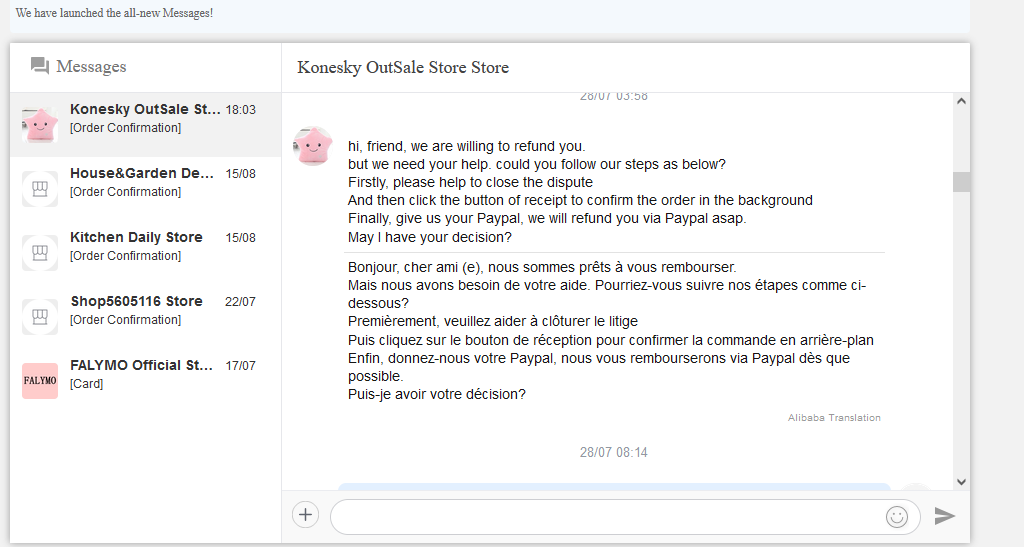 We have launched the all-new Messages!
Messages
Konesky OutSale St... 18:03
[Order Confirmation]
House&Garden De... 15/08
[Order Confirmation]
Kitchen Daily Store 15/08
[Order Confirmation]
Shop5605116 Store 22/07
[Order Confirmation]
FALYMO
FALYMO Official St... 17/07
[Card]
Konesky OutSale Store Store
28/07 03:58
hi, friend, we are willing to refund you.
but we need your help. could you follow our steps as below?
Firstly, please help to close the dispute
And then click the button of receipt to confirm the order in the background
Finally, give us your Paypal, we will refund you via Paypal asap.
May I have your decision?
Bonjour, cher ami (e), nous sommes prêts à vous rembourser.
Mais nous avons besoin de votre aide. Pourriez-vous suivre nos étapes comme ci-
dessous?
Premièrement, veuillez aider à clôturer le litige
Puis cliquez sur le bouton de réception pour confirmer la commande en arrière-plan
Enfin, donnez-nous votre Paypal, nous vous rembourserons via Paypal dès que
possible.
Puis-je avoir votre décision?
Alibaba Translation
28/07 08:14